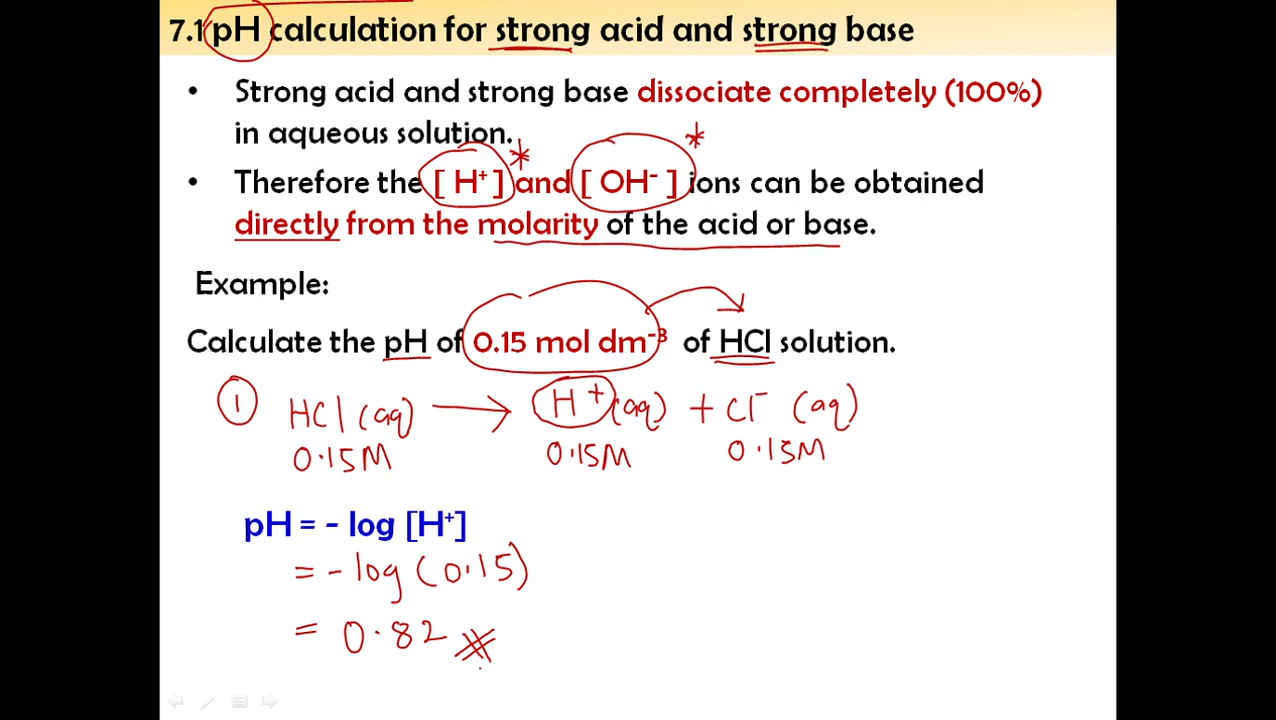 7.1 pH calculation for strong acid and strong base
• Strong acid and strong base dissociate completely (100%)
in aqueous solution.
• Therefore the [ H⁺ ] and [ OH⁻ ] ions can be obtained
directly from the molarity of the acid or base.
Example:
Calculate the pH of 0.15 mol dm⁻³ of HCl solution.
① HCl (aq) → H⁺ (aq) + Cl⁻ (aq)
0.15M 0.15M 0.15M
pH = - log [H⁺]
= - log (0.15)
= 0.82